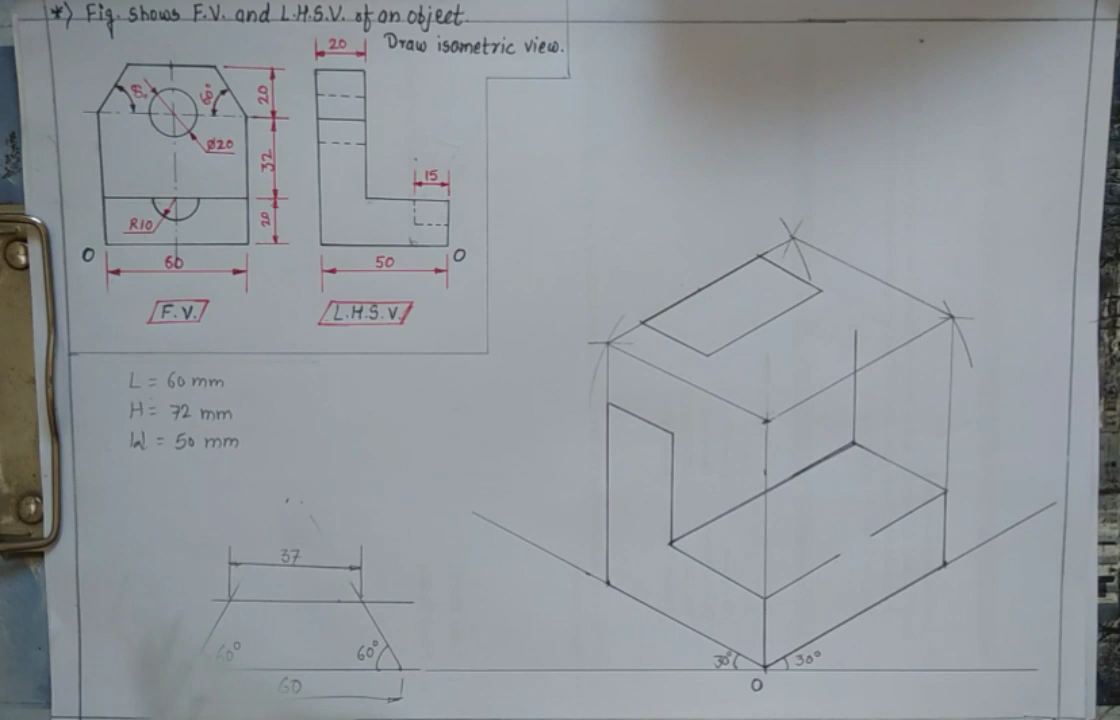 *) Fig. shows F.V. and L.H.S.V. of an object.
Draw isometric view.
20
60°
20
Ø20
32
15
R10
20
O
60
50
O
F.V.
L.H.S.V.
L = 60 mm
H = 72 mm
W = 50 mm
37
60°
60°
60
30°
30°
O